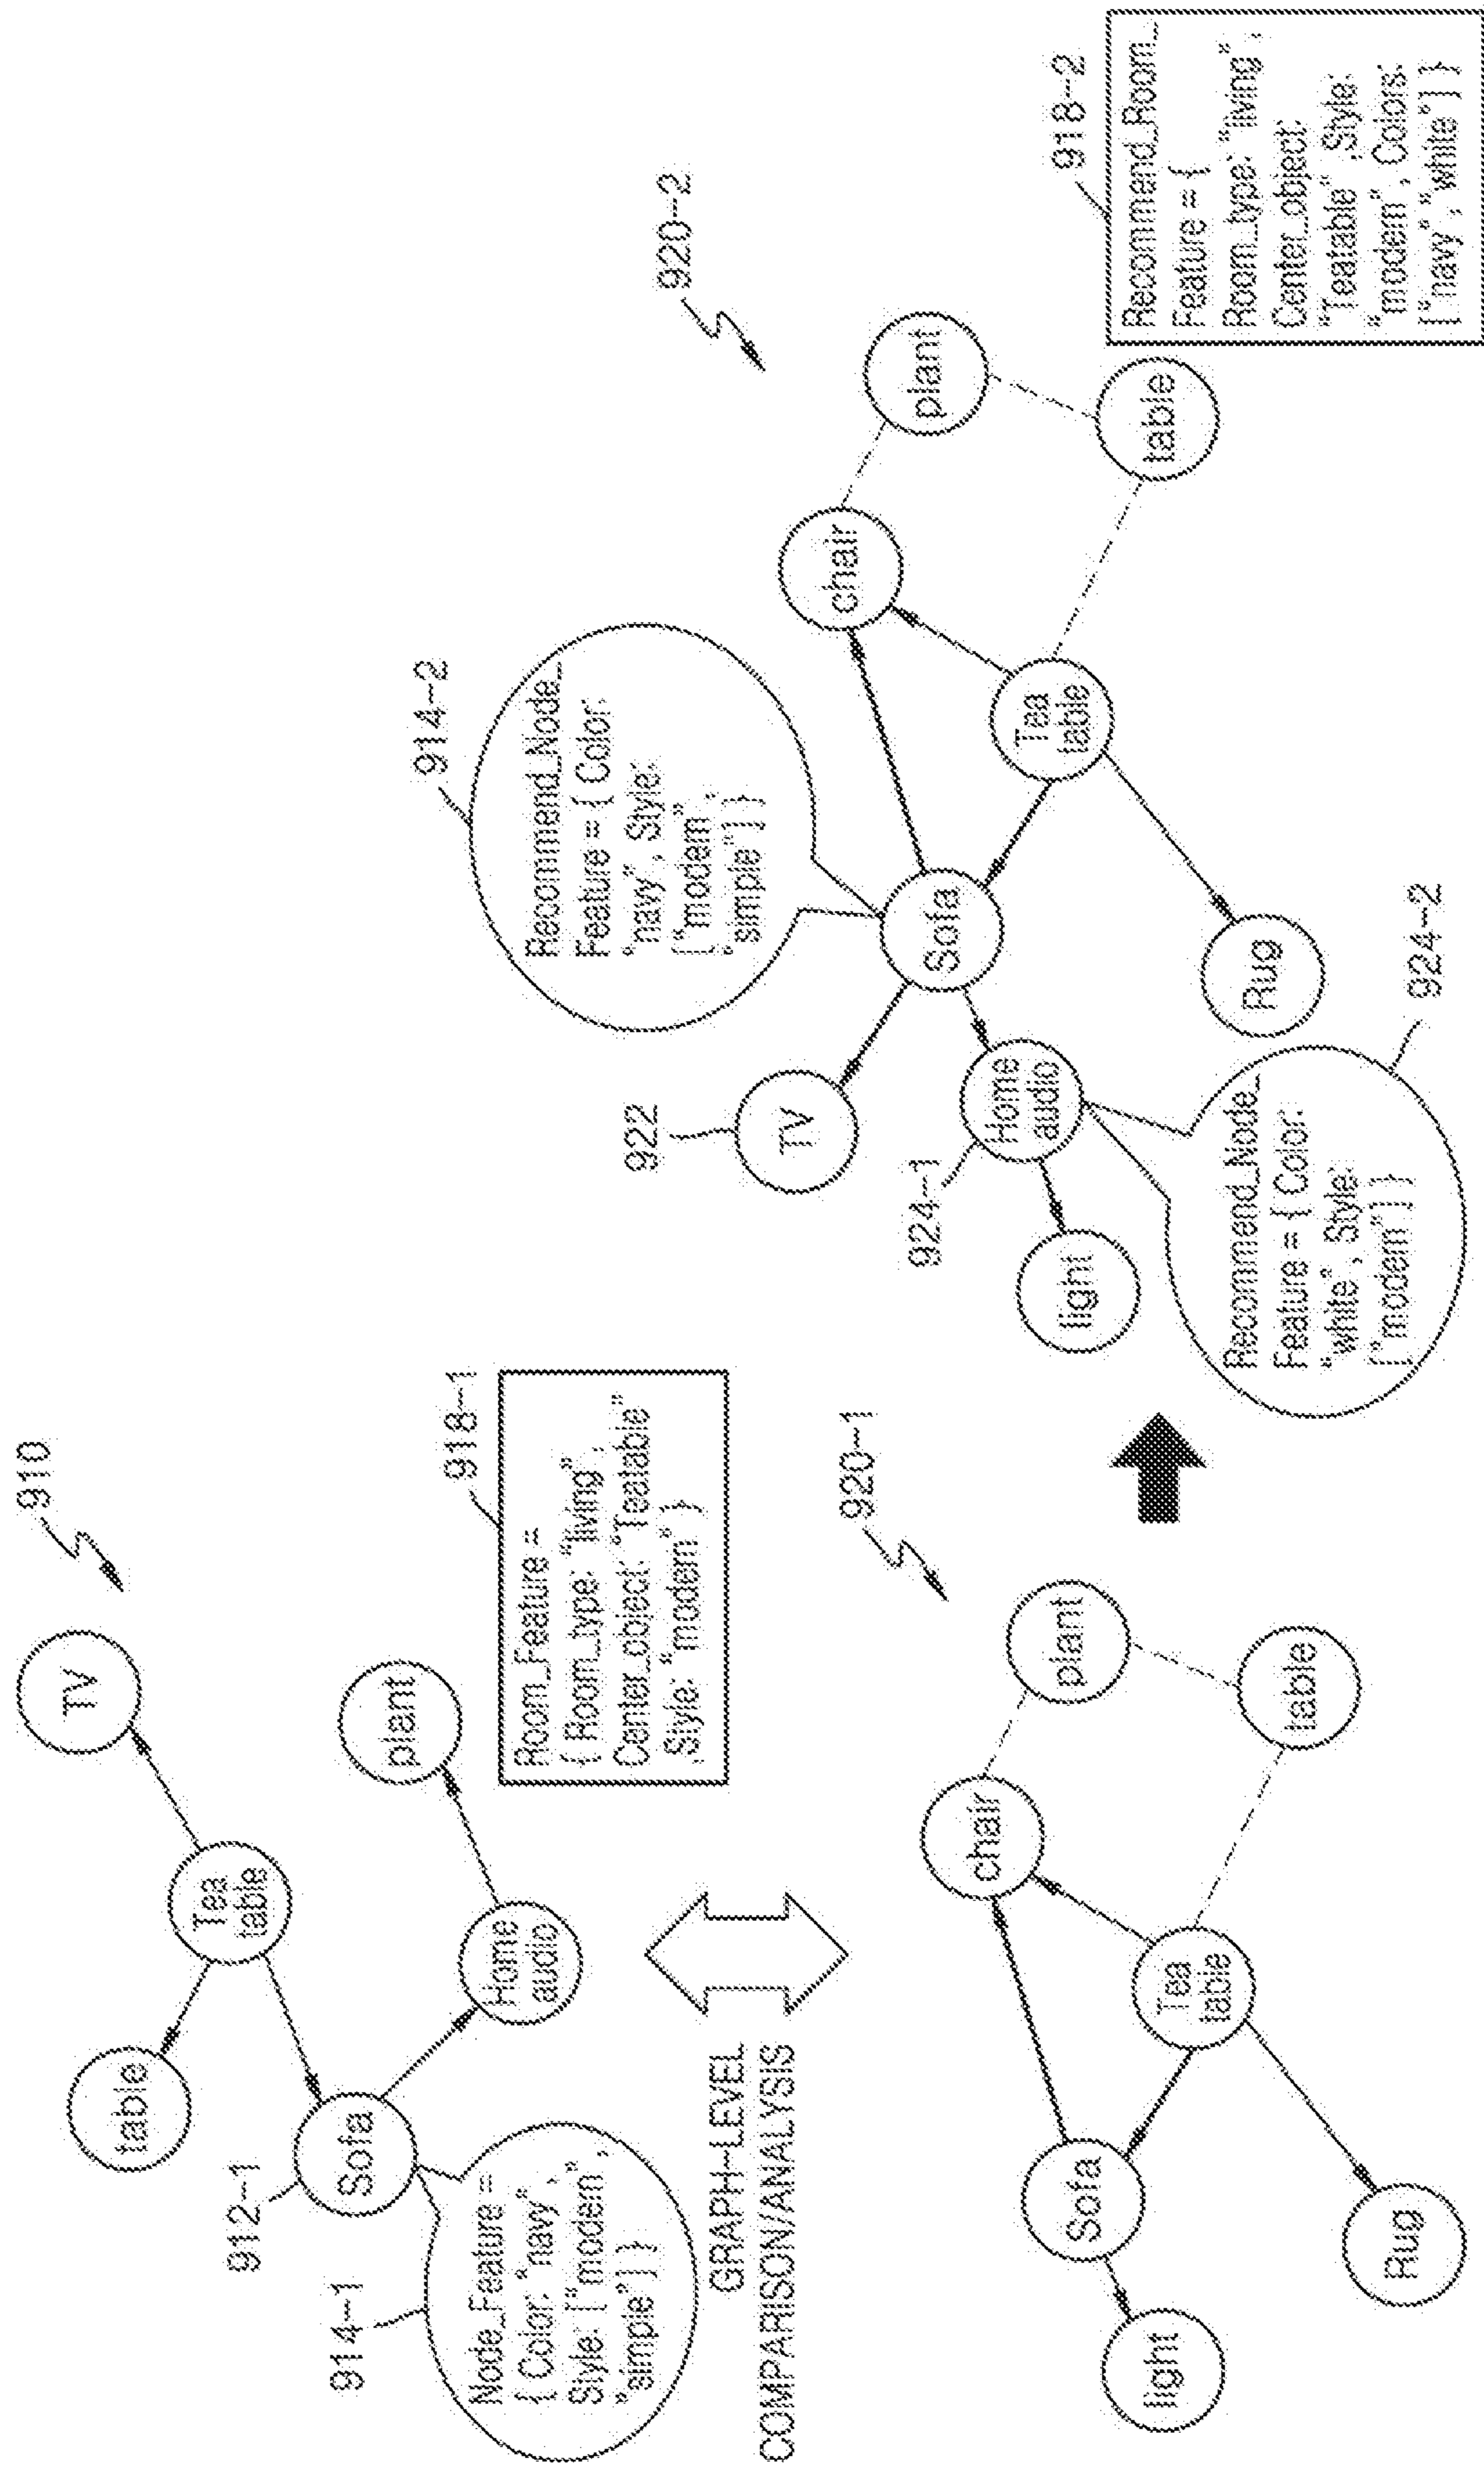 910
TV
Tea
table
table
plant
Home
audio
Sofa
912-1
914-1
Node_Feature =
{ Color: "navy",
Style: ["modern",
"simple"] }
918-1
Room_Feature =
{ Room_type: "living",
Center_object: "Teatable"
,Style: "modern" }
GRAPH-LEVEL
COMPARISON/ANALYSIS
920-1
plant
chair
table
Tea
table
Sofa
light
Rug
920-2
914-2
Recommend_Node_
Feature = { Color:
"navy", Style:
["modern",
"simple"] }
plant
chair
table
Tea
table
Sofa
922
TV
924-1
Home
audio
light
Rug
924-2
Recommend_Node_
Feature = { Color:
"white", Style:
["modern"] }
918-2
Recommend_Room_
Feature = {
Room_type: "living",
Center_object:
"Teatable",Style:
"modern", Colors:
["navy","white"] }